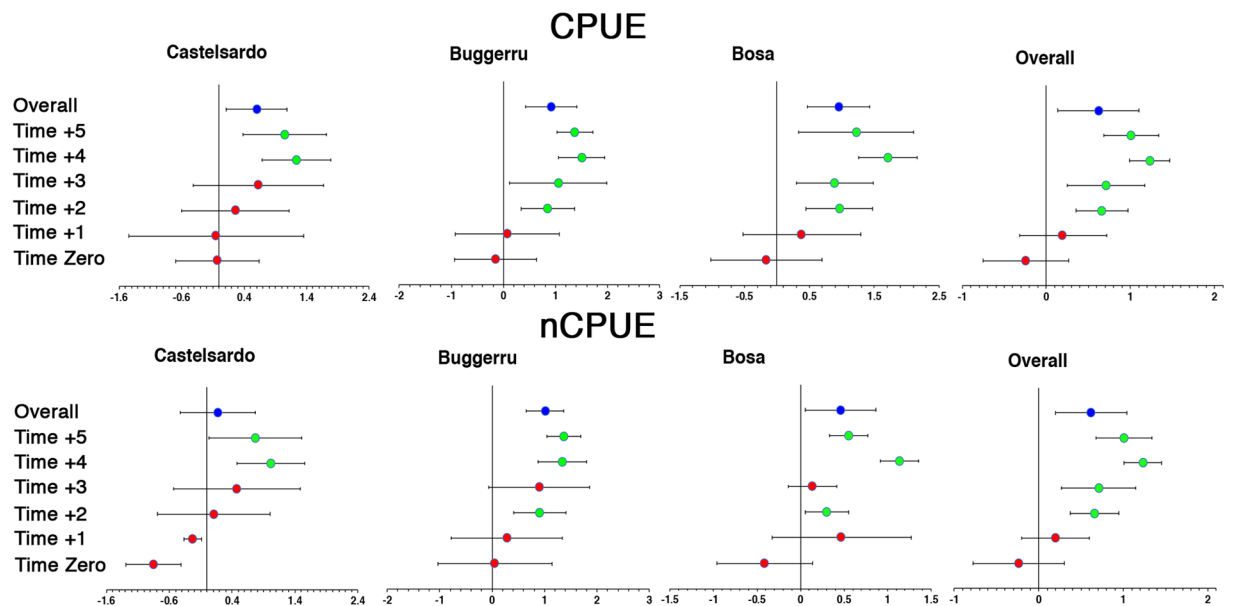 CPUE
Castelsardo Buggerru Bosa Overall
Overall
Time +5
Time +4
Time +3
Time +2
Time +1
Time Zero
-1.6 -0.6 0.4 1.4 2.4 -2 -1 0 1 2 3 -1.5 -0.5 0.5 1.5 2.5 -1 0 1 2
nCPUE
Castelsardo Buggerru Bosa Overall
Overall
Time +5
Time +4
Time +3
Time +2
Time +1
Time Zero
-1.6 -0.6 0.4 1.4 2.4 -2 -1 0 1 2 3 -1.5 -1 -0.5 0 0.5 1 1.5 -1 0 1 2